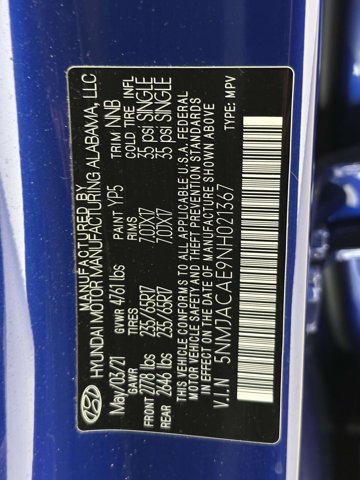 MANUFACTURED BY
HYUNDAI MOTOR MANUFACTURING ALABAMA, LLC
May/03/21 GVWR 4761lbs PAINT YP5 TRIM NNB
GAWR TIRES RIMS COLD TIRE INFL
FRONT 2778 lbs 235/65R17 7.0JX17 35 psi SINGLE
REAR 2646 lbs 235/65R17 7.0JX17 35 psi SINGLE
THIS VEHICLE CONFORMS TO ALL APPLICABLE U.S.A FEDERAL
MOTOR VEHICLE SAFETY BUMPER, AND THEFT PREVENTION STANDARDS
IN EFFECT ON THE DATE OF MANUFACTURE SHOWN ABOVE.
V.I.N 5NMJACAE9NH021367 TYPE: MPV